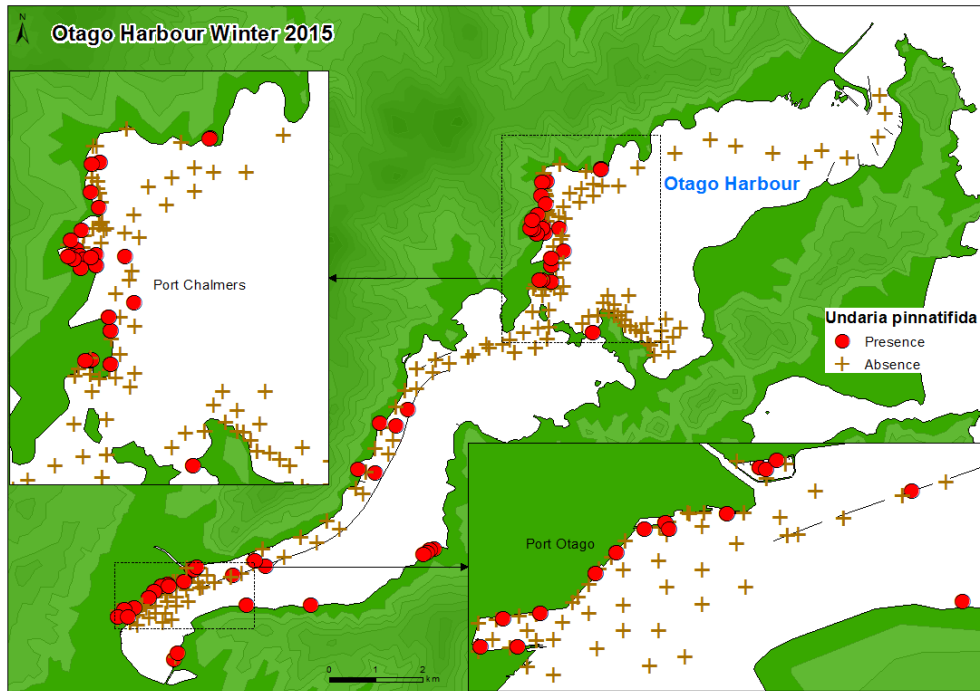 N
Otago Harbour Winter 2015
Otago Harbour
Port Chalmers
Undaria pinnatifida
Presence
Absence
Port Otago
0 1 2
km